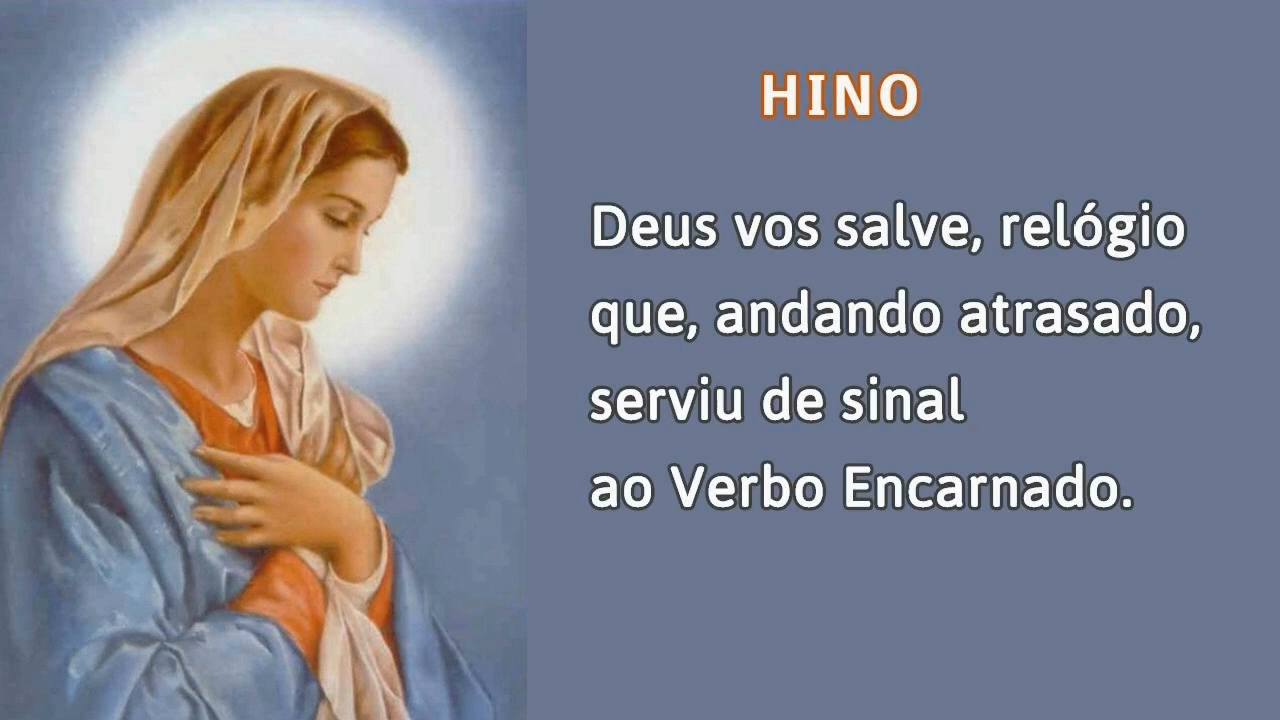 HINO
Deus vos salve, relógio
que, andando atrasado,
serviu de sinal
ao Verbo Encarnado.